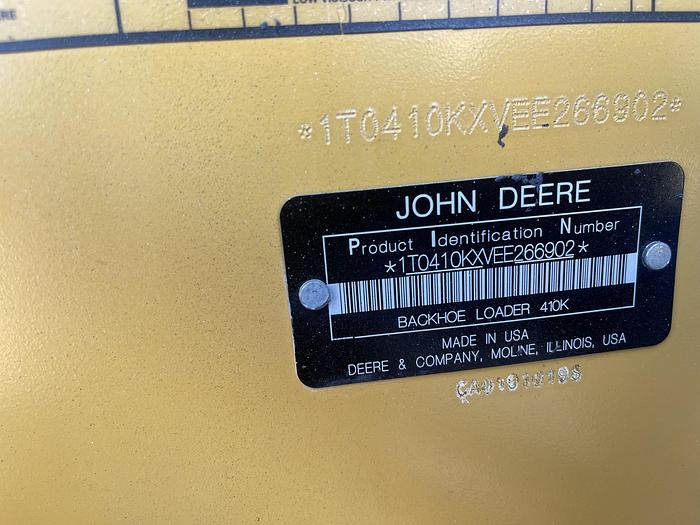 *1T0410KXVEE266902*
JOHN DEERE
Product Identification Number
*1T0410KXVEE266902*
BACKHOE LOADER 410K
MADE IN USA
DEERE & COMPANY, MOLINE, ILLINOIS, USA